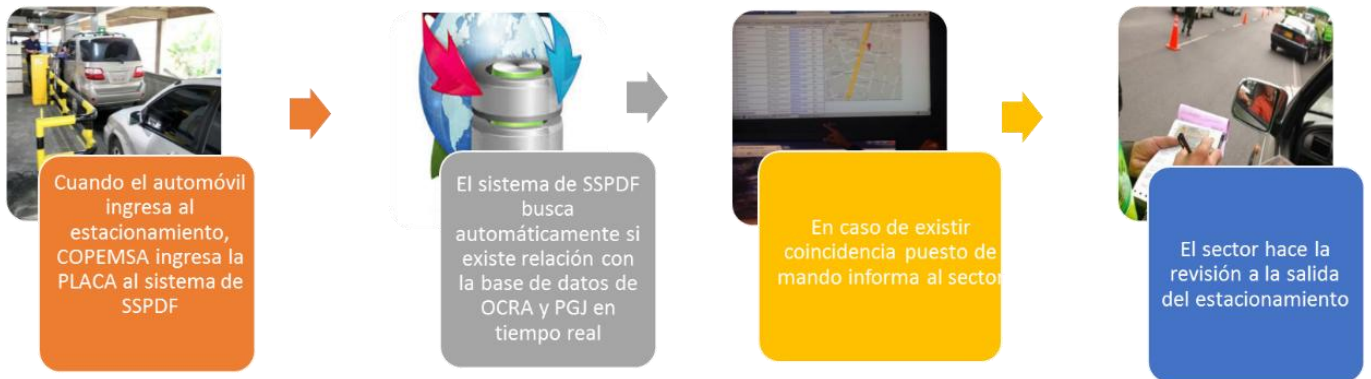 Cuando el automóvil
ingresa al
estacionamiento,
COPEMSA ingresa la
PLACA al sistema de
SSPDF
El sistema de SSPDF
busca
automáticamente si
existe relación con
la base de datos de
OCRA y PGJ en
tiempo real
En caso de existir
coincidencia puesto de
mando informa al sector
El sector hace la
revisión a la salida
del estacionamiento